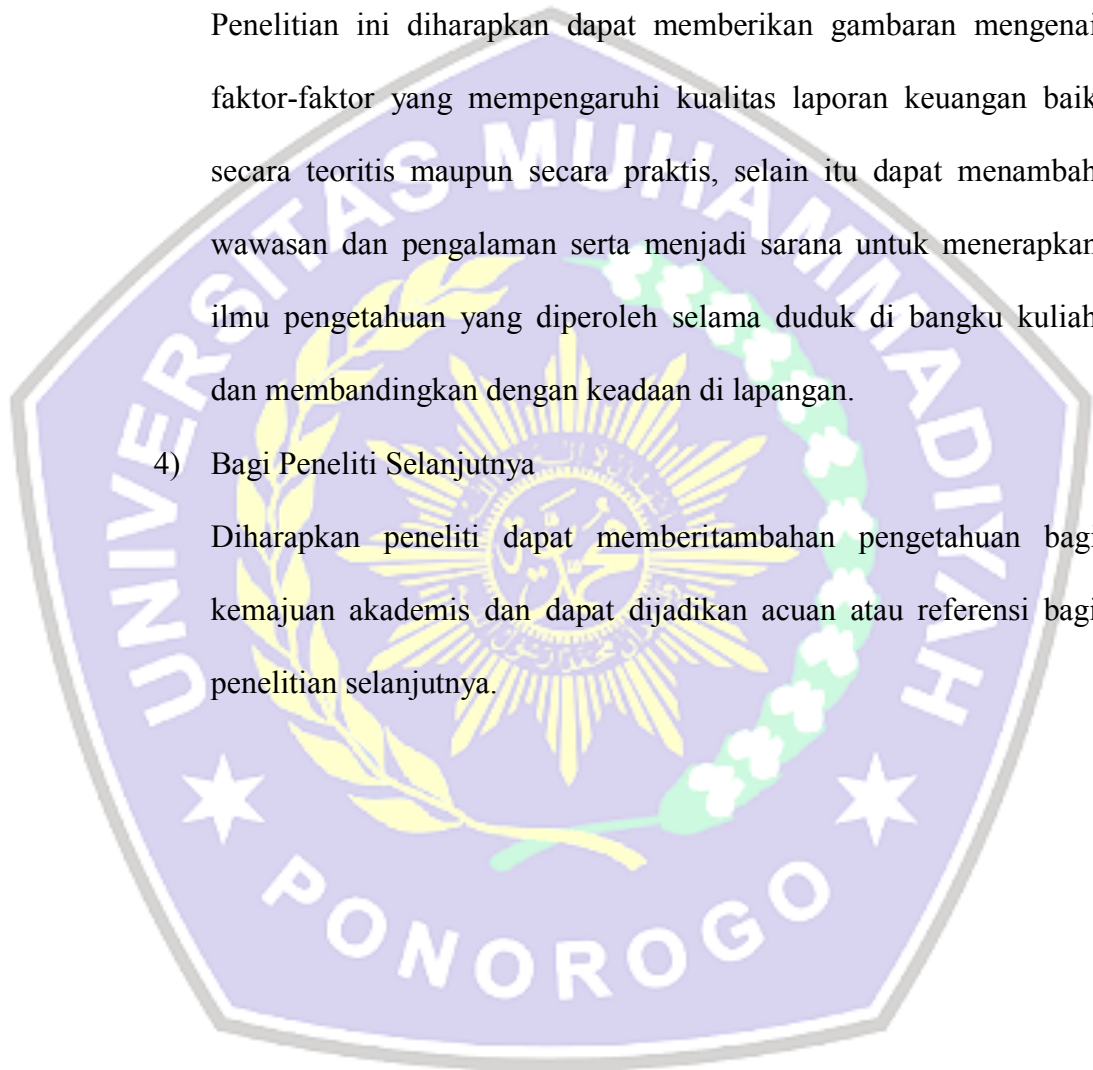 Penelitian ini diharapkan dapat memberikan gambaran mengenai
faktor-faktor yang mempengaruhi kualitas laporan keuangan baik
secara teoritis maupun secara praktis, selain itu dapat menambah
wawasan dan pengalaman serta menjadi sarana untuk menerapkan
ilmu pengetahuan yang diperoleh selama duduk di bangku kuliah
dan membandingkan dengan keadaan di lapangan.
4) Bagi Peneliti Selanjutnya
Diharapkan peneliti dapat memberitambahan pengetahuan bagi
kemajuan akademis dan dapat dijadikan acuan atau referensi bagi
penelitian selanjutnya.
UNIVERSITAS MUHAMMADIYAH
PONOROGO